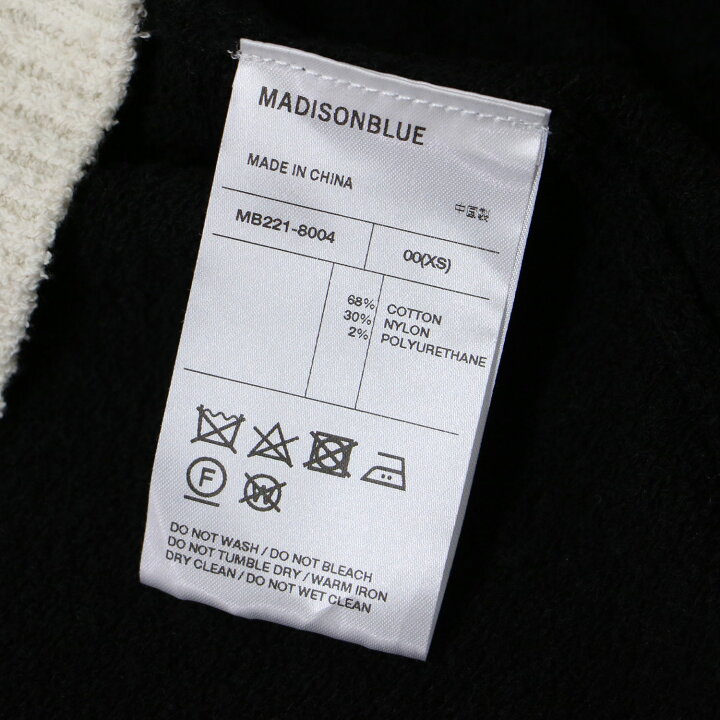 MADISONBLUE
MADE IN CHINA
中国製
MB221-8004
00(XS)
68% COTTON
30% NYLON
2% POLYURETHANE
F
W
DO NOT WASH / DO NOT BLEACH
DO NOT TUMBLE DRY / WARM IRON
DRY CLEAN / DO NOT WET CLEAN